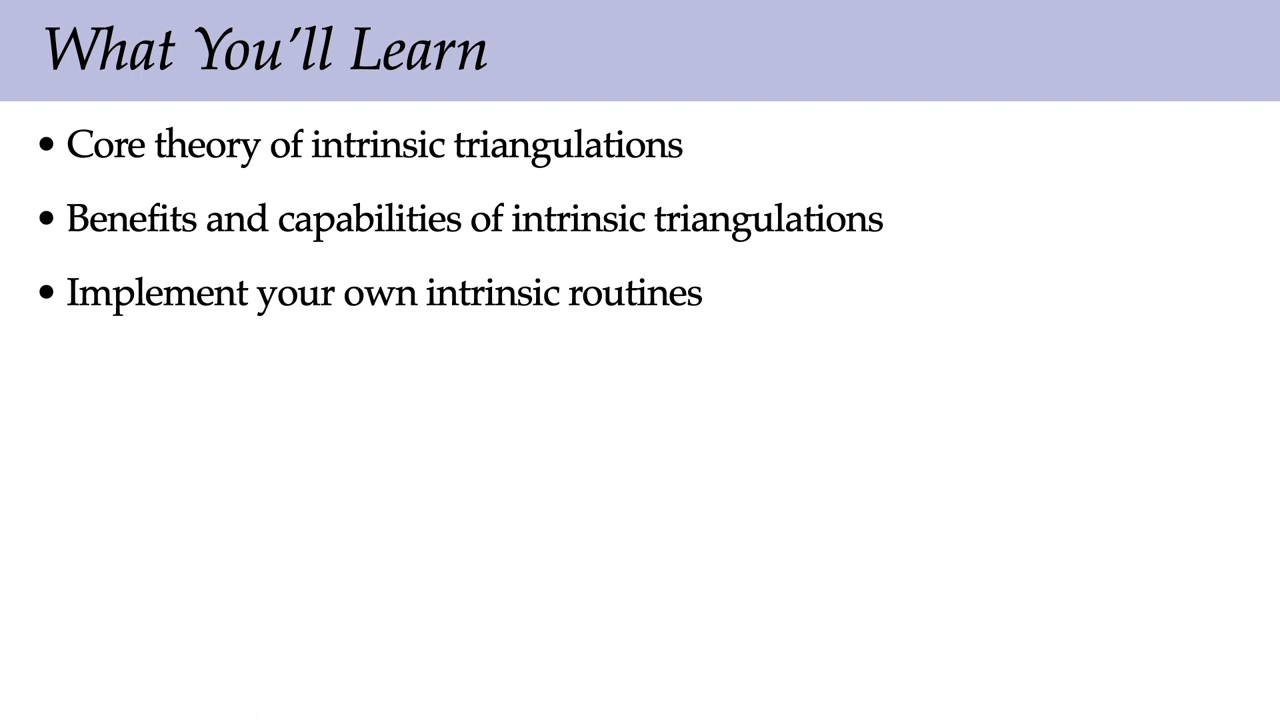 What You’ll Learn
• Core theory of intrinsic triangulations
• Benefits and capabilities of intrinsic triangulations
• Implement your own intrinsic routines